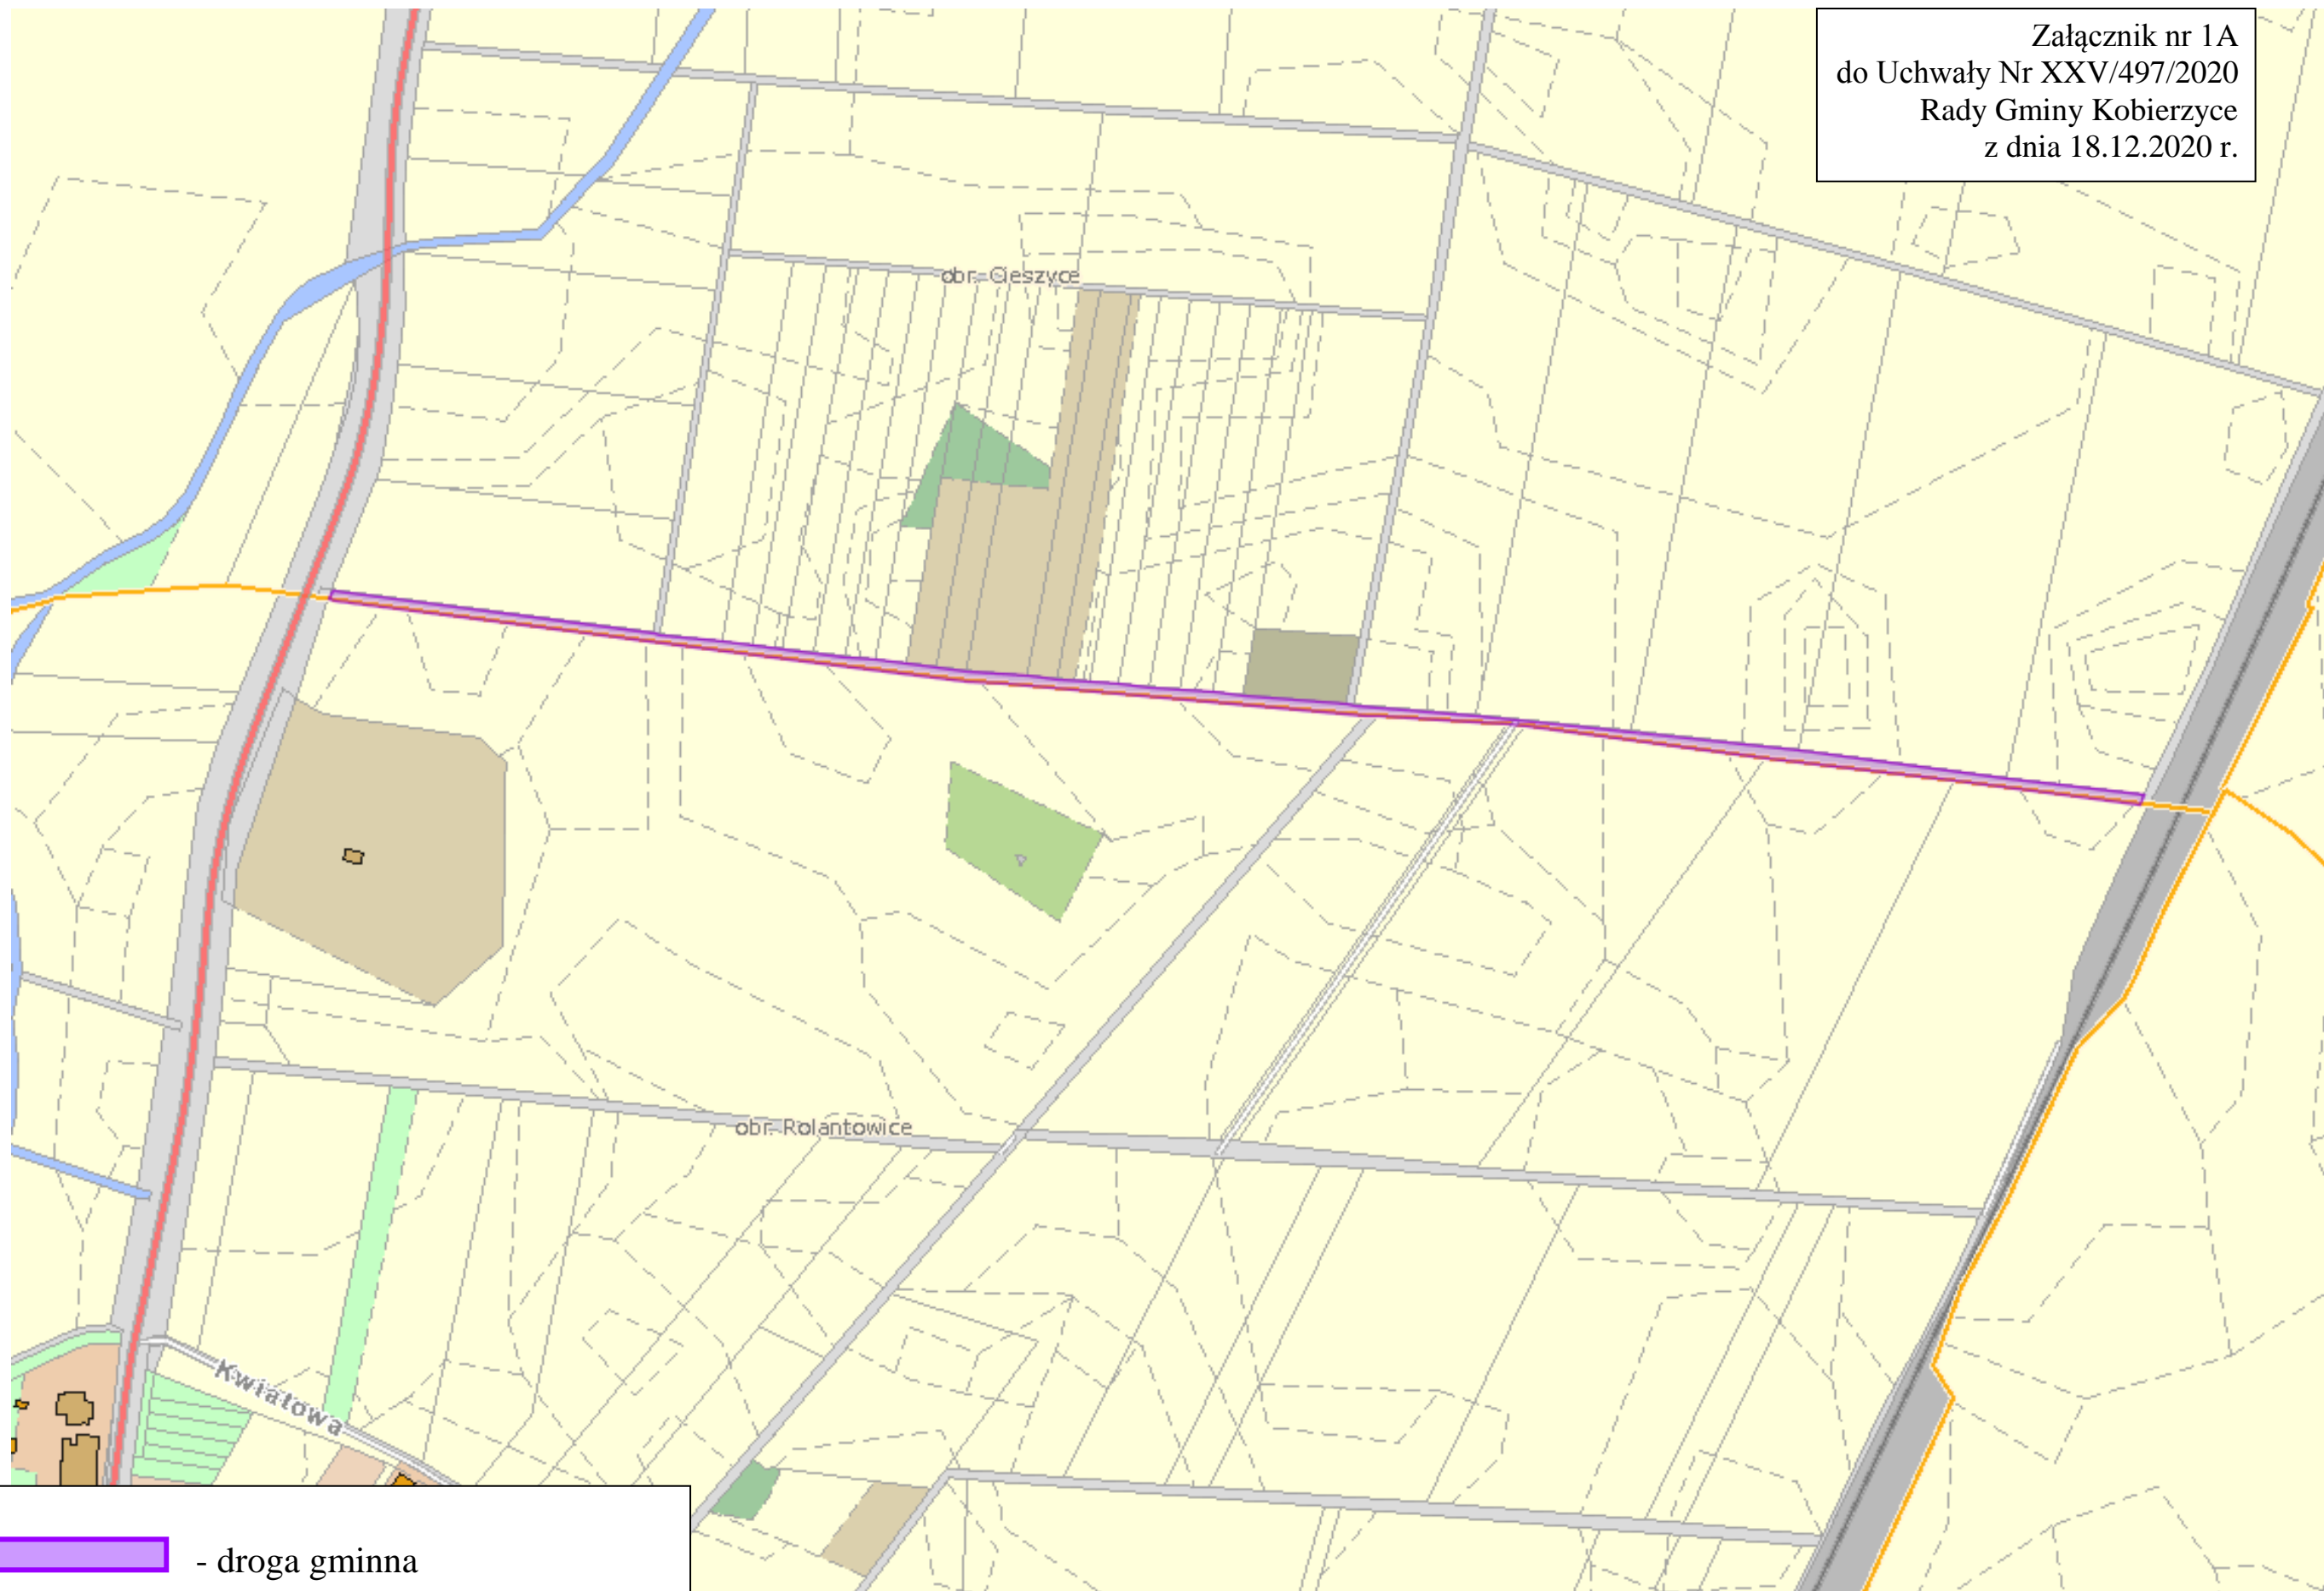 Załącznik nr 1A
do Uchwały Nr XXV/497/2020
Rady Gminy Kobierzyce
z dnia 18.12.2020 r.
obr. Cieszyce
obr. Rolantowice
Kwiatowa
- droga gminna